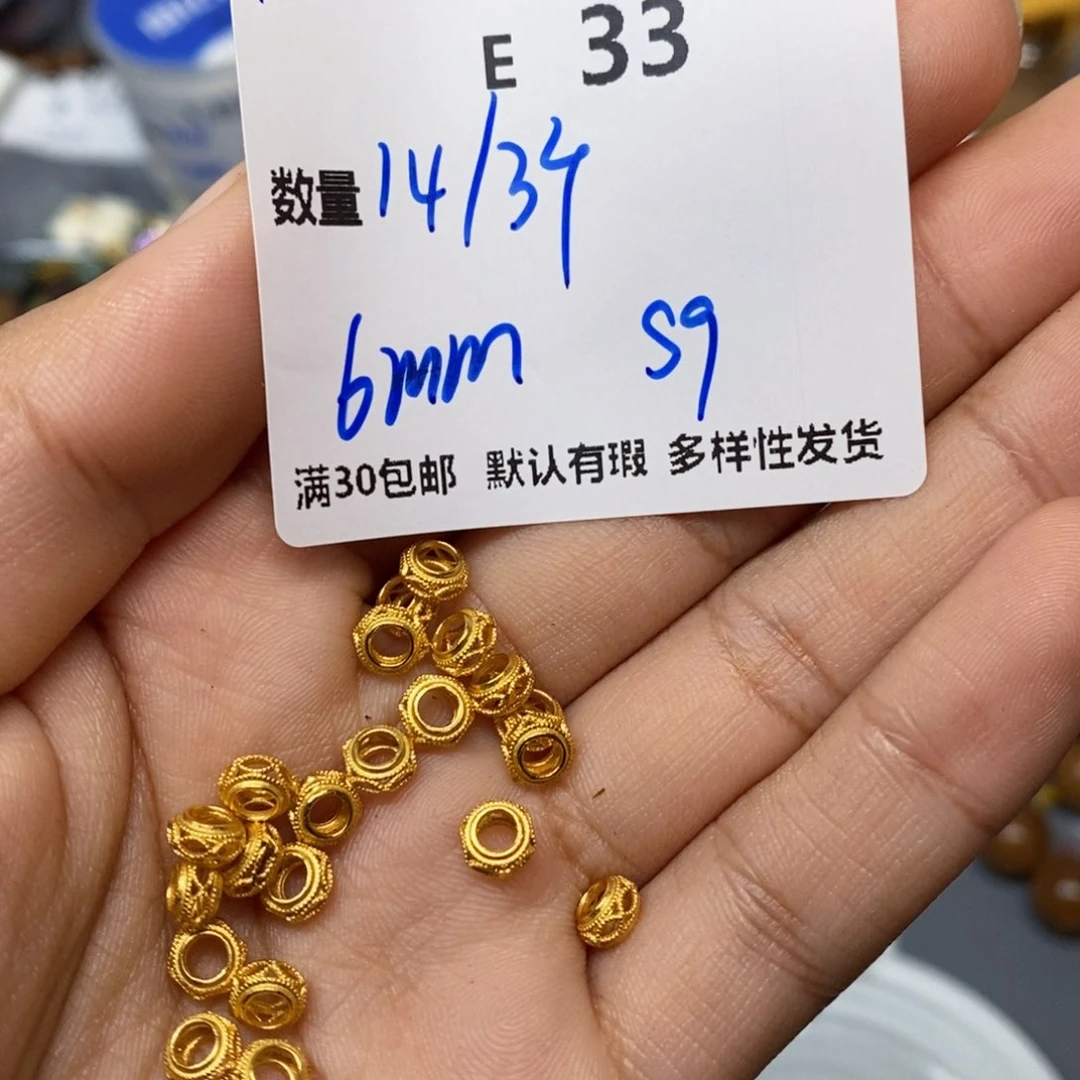 E 33
数量 14/34
6mm S9
满30包邮 默认有瑕 多样性发货